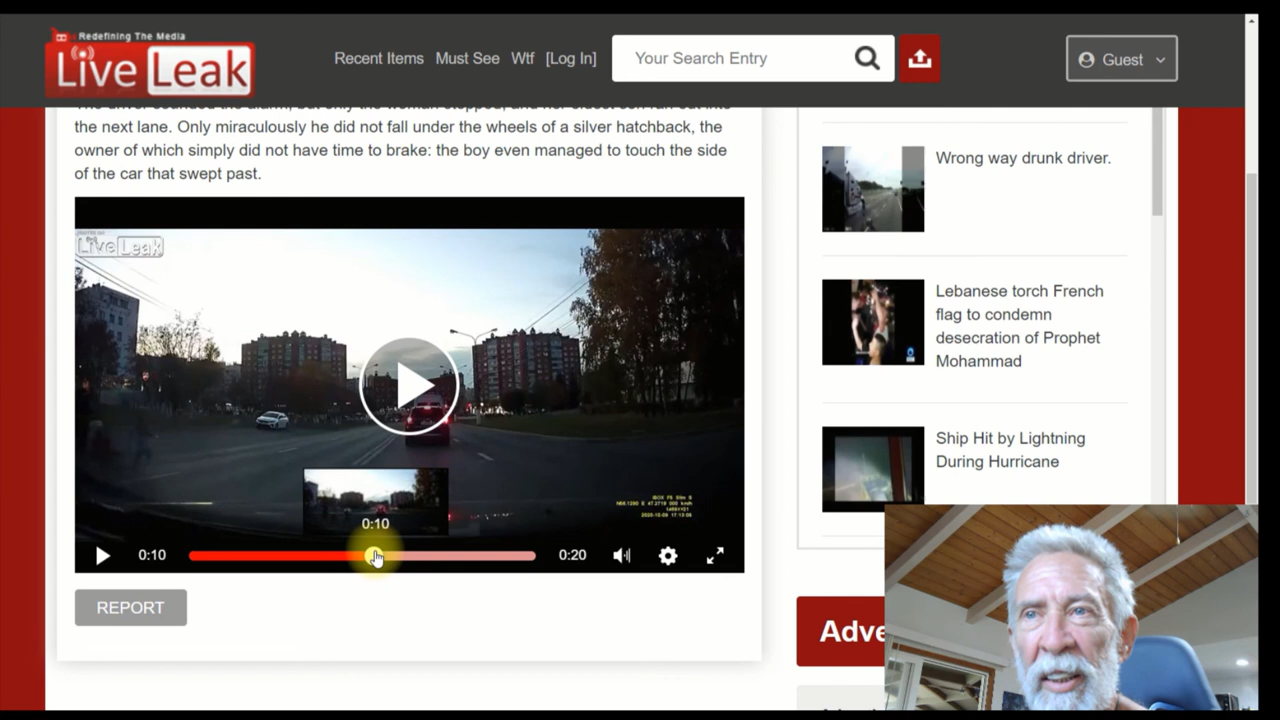 Redefining The Media
Live Leak
Recent Items Must See Wtf [Log In]
Your Search Entry
Guest
the next lane. Only miraculously he did not fall under the wheels of a silver hatchback, the
owner of which simply did not have time to brake: the boy even managed to touch the side
of the car that swept past.
Live Leak
0:10
0:10
0:20
REPORT
Wrong way drunk driver.
Lebanese torch French
flag to condemn
desecration of Prophet
Mohammad
Ship Hit by Lightning
During Hurricane
Adve